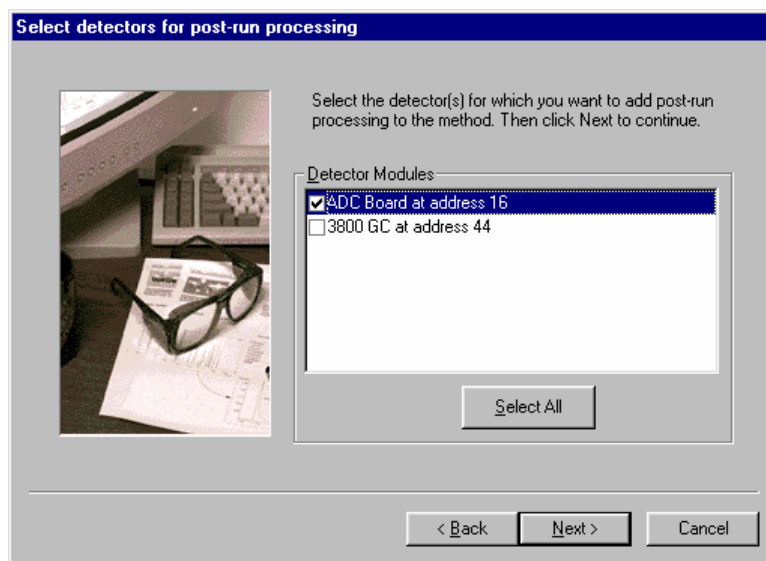 Select detectors for post-run processing
Select the detector(s) for which you want to add post-run
processing to the method. Then click Next to continue.
Detector Modules
ADC Board at address 16
3800 GC at address 44
Select All
< Back
Next >
Cancel